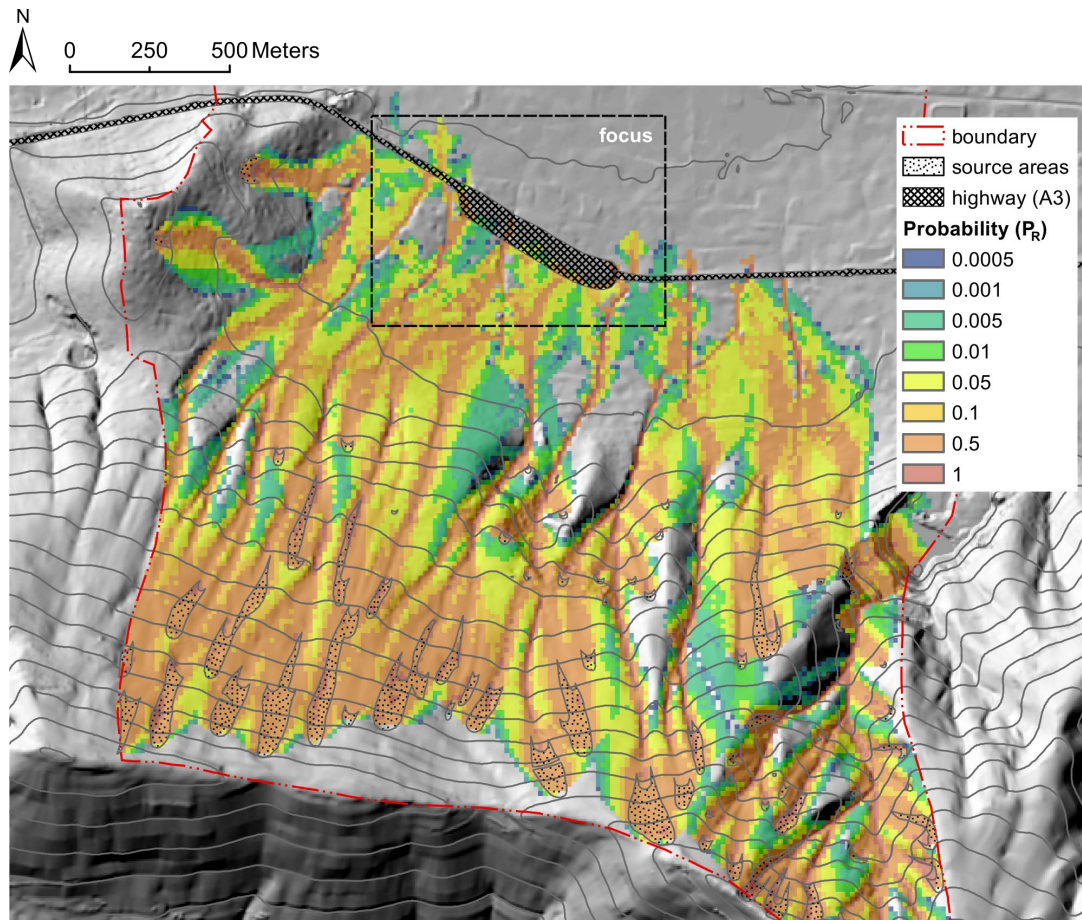 N
0 250 500 Meters
focus
boundary
source areas
highway (A3)
Probability (PR)
0.0005
0.001
0.005
0.01
0.05
0.1
0.5
1